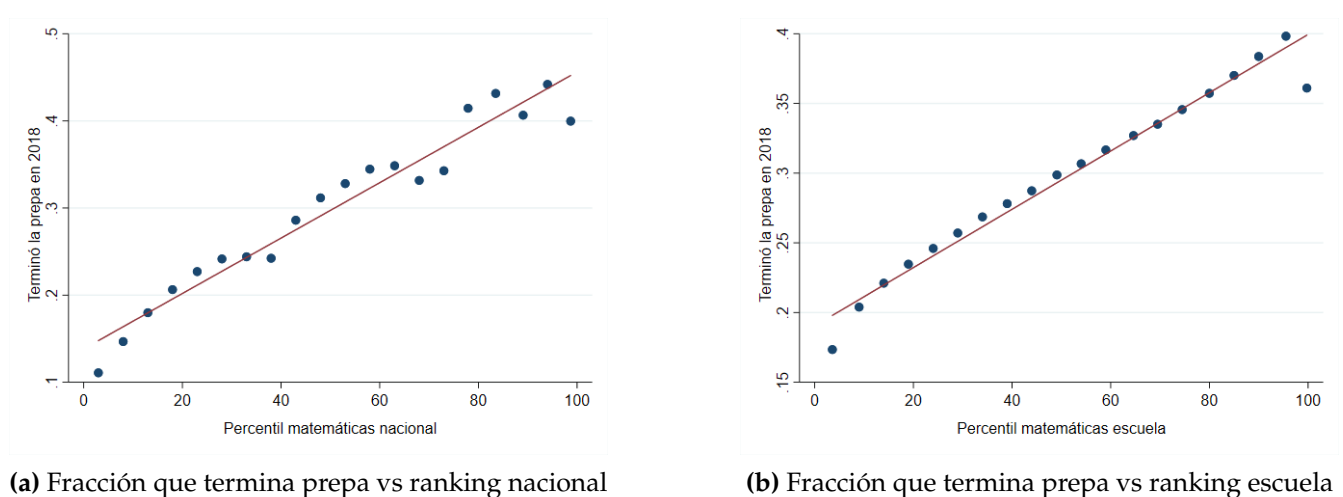 .5
.4
.3
.2
.1
Terminó la prepa en 2018
0 20 40 60 80 100
Percentil matemáticas nacional
(a) Fracción que termina prepa vs ranking nacional
.4
.35
.3
.25
.2
.15
Terminó la prepa en 2018
0 20 40 60 80 100
Percentil matemáticas escuela
(b) Fracción que termina prepa vs ranking escuela